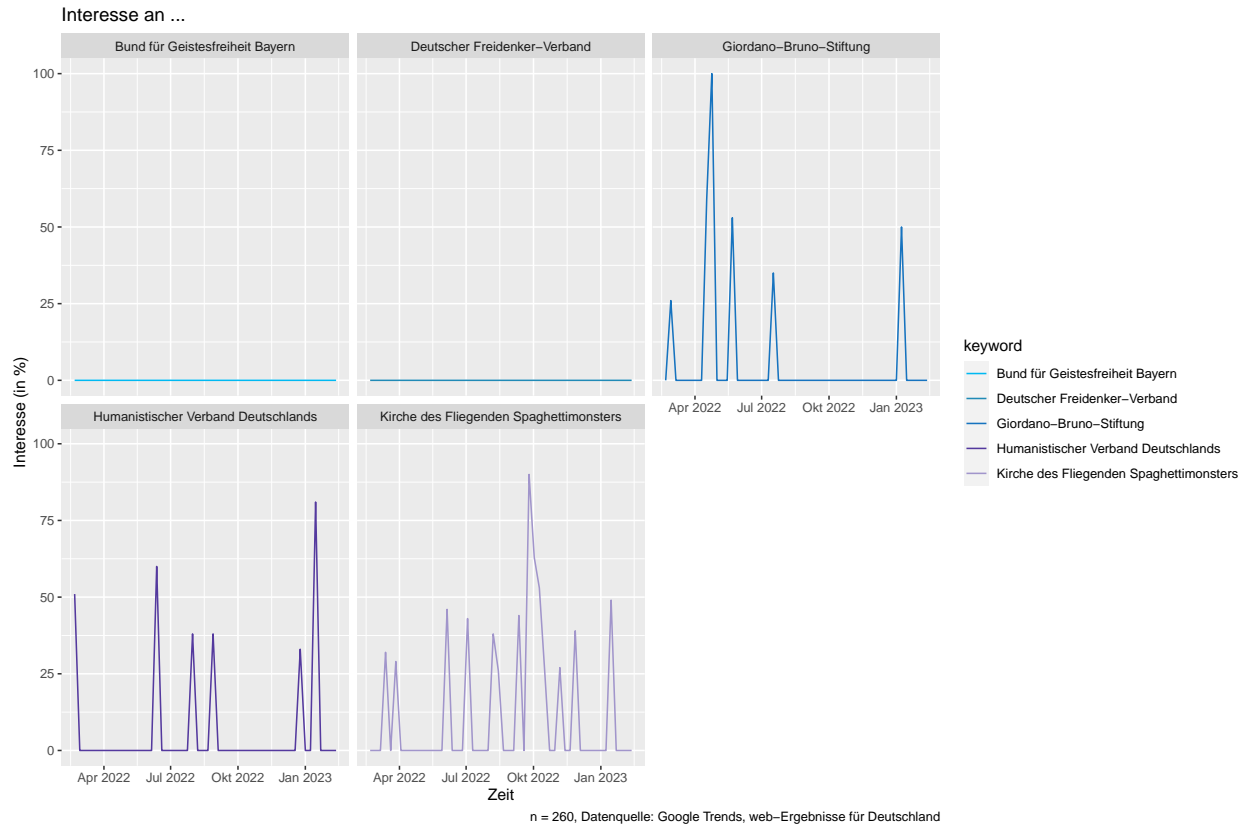 Interesse an ...
Bund für Geistesfreiheit Bayern
Deutscher Freidenker−Verband
Giordano−Bruno−Stiftung
100
75
50
25
0
Apr 2022 Jul 2022 Okt 2022 Jan 2023
Humanistischer Verband Deutschlands
Kirche des Fliegenden Spaghettimonsters
100
75
50
25
0
Apr 2022 Jul 2022 Okt 2022 Jan 2023
Apr 2022 Jul 2022 Okt 2022 Jan 2023
Interesse (in %)
Zeit
keyword
Bund für Geistesfreiheit Bayern
Deutscher Freidenker−Verband
Giordano−Bruno−Stiftung
Humanistischer Verband Deutschlands
Kirche des Fliegenden Spaghettimonsters
n = 260, Datenquelle: Google Trends, web−Ergebnisse für Deutschland